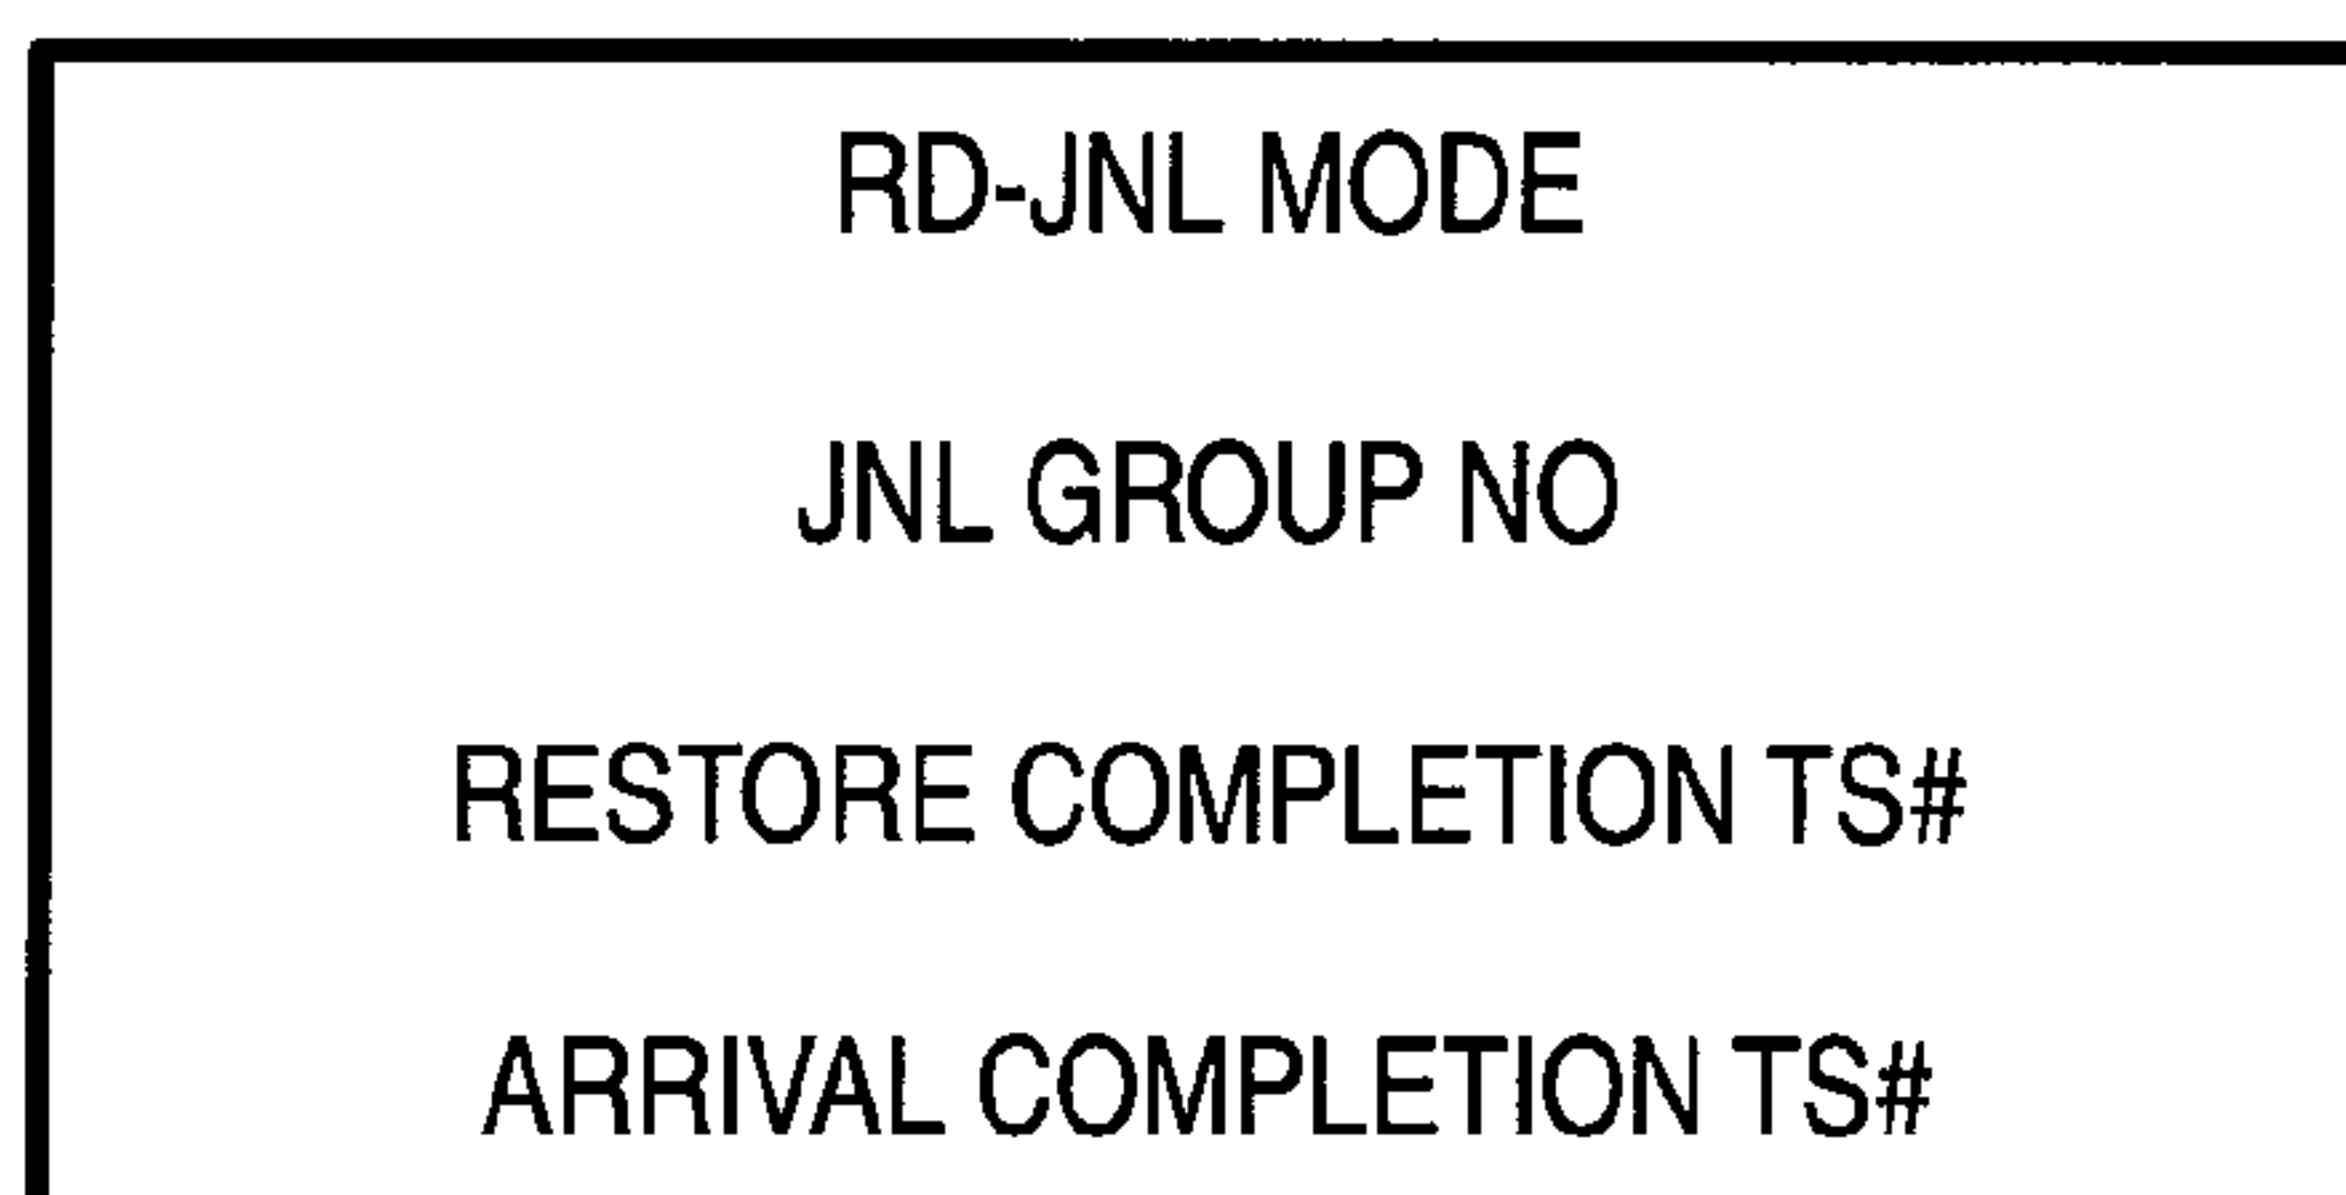 RD-JNL MODE
JNL GROUP NO
RESTORE COMPLETION TS#
ARRIVAL COMPLETION TS#